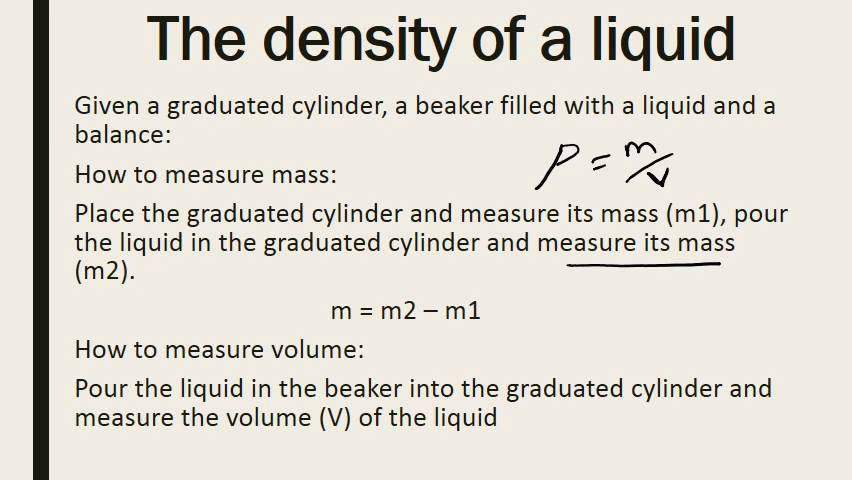 The density of a liquid
Given a graduated cylinder, a beaker filled with a liquid and a
balance:
ρ = m/V
How to measure mass:
Place the graduated cylinder and measure its mass (m1), pour
the liquid in the graduated cylinder and measure its mass
(m2).
m = m2 – m1
How to measure volume:
Pour the liquid in the beaker into the graduated cylinder and
measure the volume (V) of the liquid